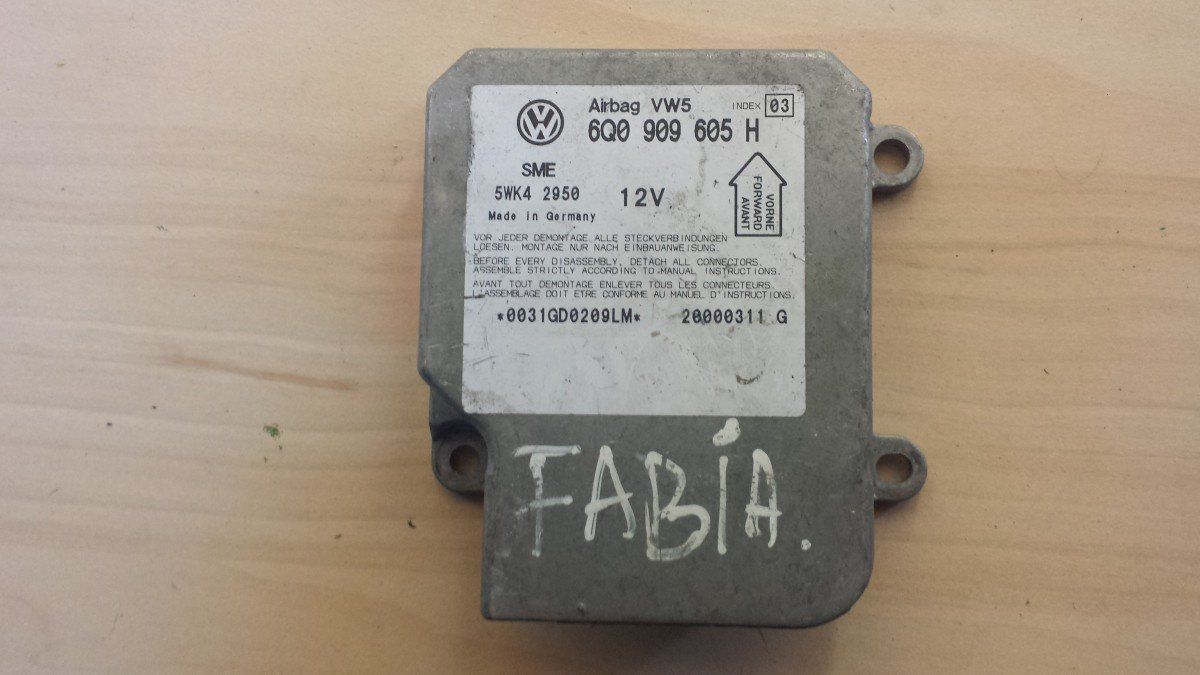 Airbag VW5 INDEX 03
6Q0 909 605 H
SME
5WK4 2950 12V
Made in Germany
VORNE
FORWARD
AVANT
VOR JEDER DEMONTAGE ALLE STECKVERBINDUNGEN
LOESEN. MONTAGE NUR NACH EINBAUANWEISUNG.
BEFORE EVERY DISASSEMBLY, DETACH ALL CONNECTORS.
ASSEMBLE STRICTLY ACCORDING TO MANUAL INSTRUCTIONS.
AVANT TOUT DEMONTAGE ENLEVER TOUS LES CONNECTEURS.
L'ASSEMBLAGE DOIT ETRE CONFORME AU MANUEL D'INSTRUCTIONS.
*0031GD0209LM* 20000311 G
FABIA.